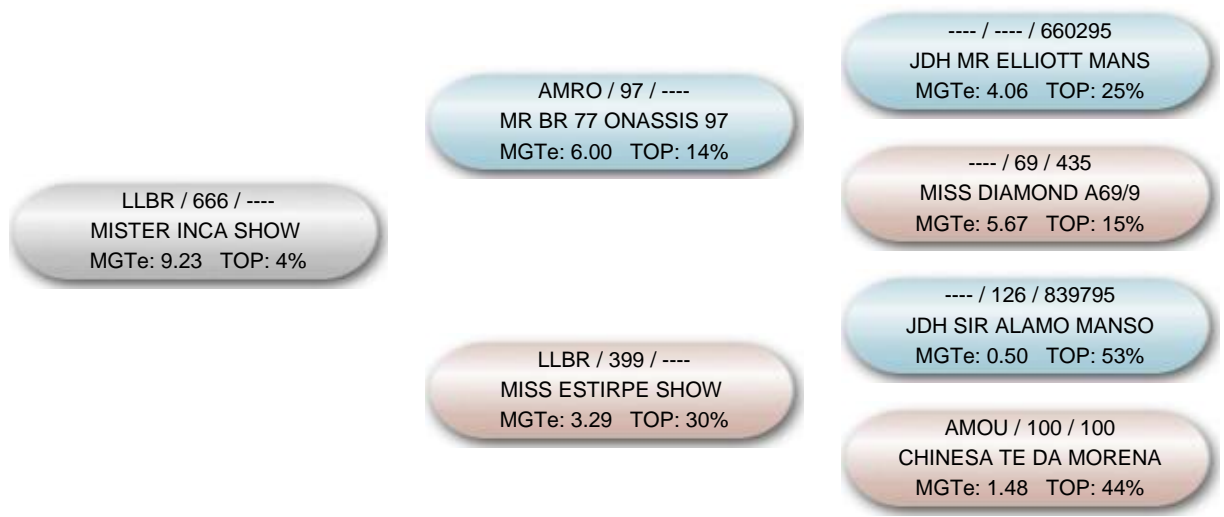 LLBR / 666 / ----
MISTER INCA SHOW
MGTe: 9.23 TOP: 4%
AMRO / 97 / ----
MR BR 77 ONASSIS 97
MGTe: 6.00 TOP: 14%
LLBR / 399 / ----
MISS ESTIRPE SHOW
MGTe: 3.29 TOP: 30%
---- / ---- / 660295
JDH MR ELLIOTT MANS
MGTe: 4.06 TOP: 25%
---- / 69 / 435
MISS DIAMOND A69/9
MGTe: 5.67 TOP: 15%
---- / 126 / 839795
JDH SIR ALAMO MANSO
MGTe: 0.50 TOP: 53%
AMOU / 100 / 100
CHINESA TE DA MORENA
MGTe: 1.48 TOP: 44%